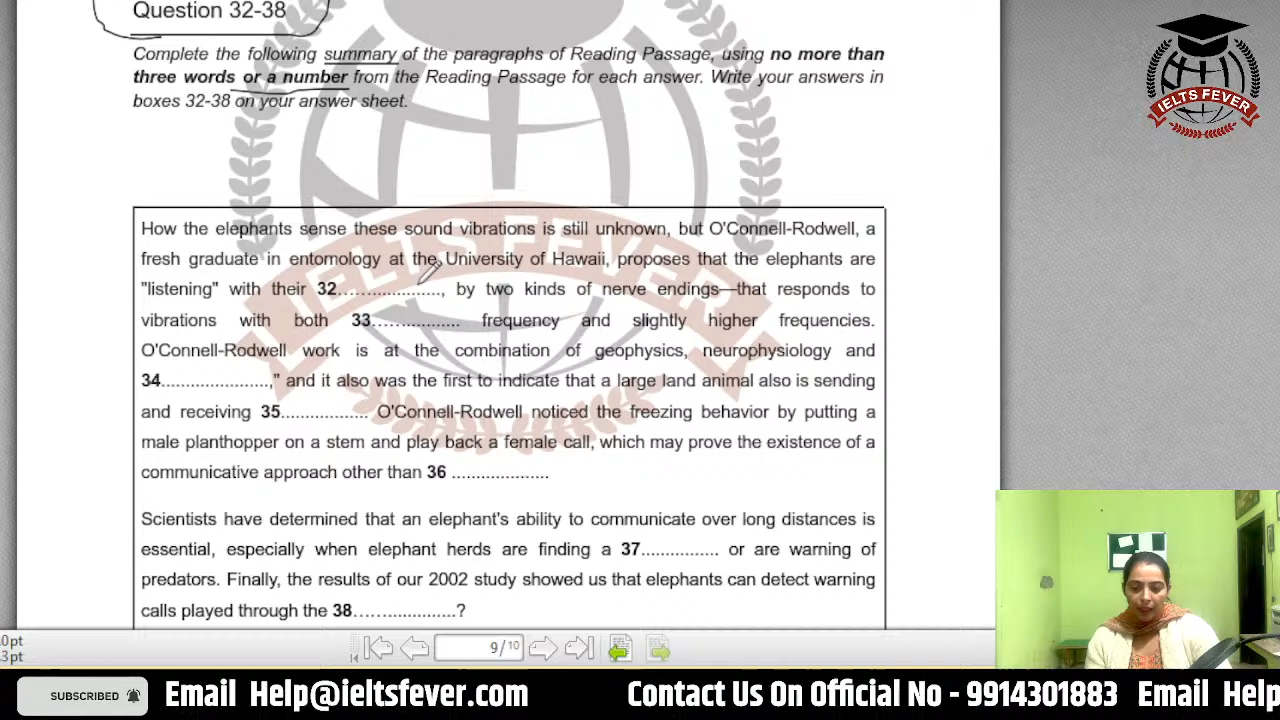 Question 32-38
IELTS FEVER
Complete the following summary of the paragraphs of Reading Passage, using no more than
three words or a number from the Reading Passage for each answer. Write your answers in
boxes 32-38 on your answer sheet.
IELTS FEVER
How the elephants sense these sound vibrations is still unknown, but O'Connell-Rodwell, a
fresh graduate in entomology at the University of Hawaii, proposes that the elephants are
"listening" with their 32…………………, by two kinds of nerve endings—that responds to
vibrations with both 33………………. frequency and slightly higher frequencies.
O'Connell-Rodwell work is at the combination of geophysics, neurophysiology and
34......................," and it also was the first to indicate that a large land animal also is sending
and receiving 35.................. O'Connell-Rodwell noticed the freezing behavior by putting a
male planthopper on a stem and play back a female call, which may prove the existence of a
communicative approach other than 36 ....................
Scientists have determined that an elephant's ability to communicate over long distances is
essential, especially when elephant herds are finding a 37................ or are warning of
predators. Finally, the results of our 2002 study showed us that elephants can detect warning
calls played through the 38…………………?
.0 pt
.3 pt
9 / 10
SUBSCRIBED
Email Help@ieltsfever.com
Contact Us On Official No - 9914301883
Email Help